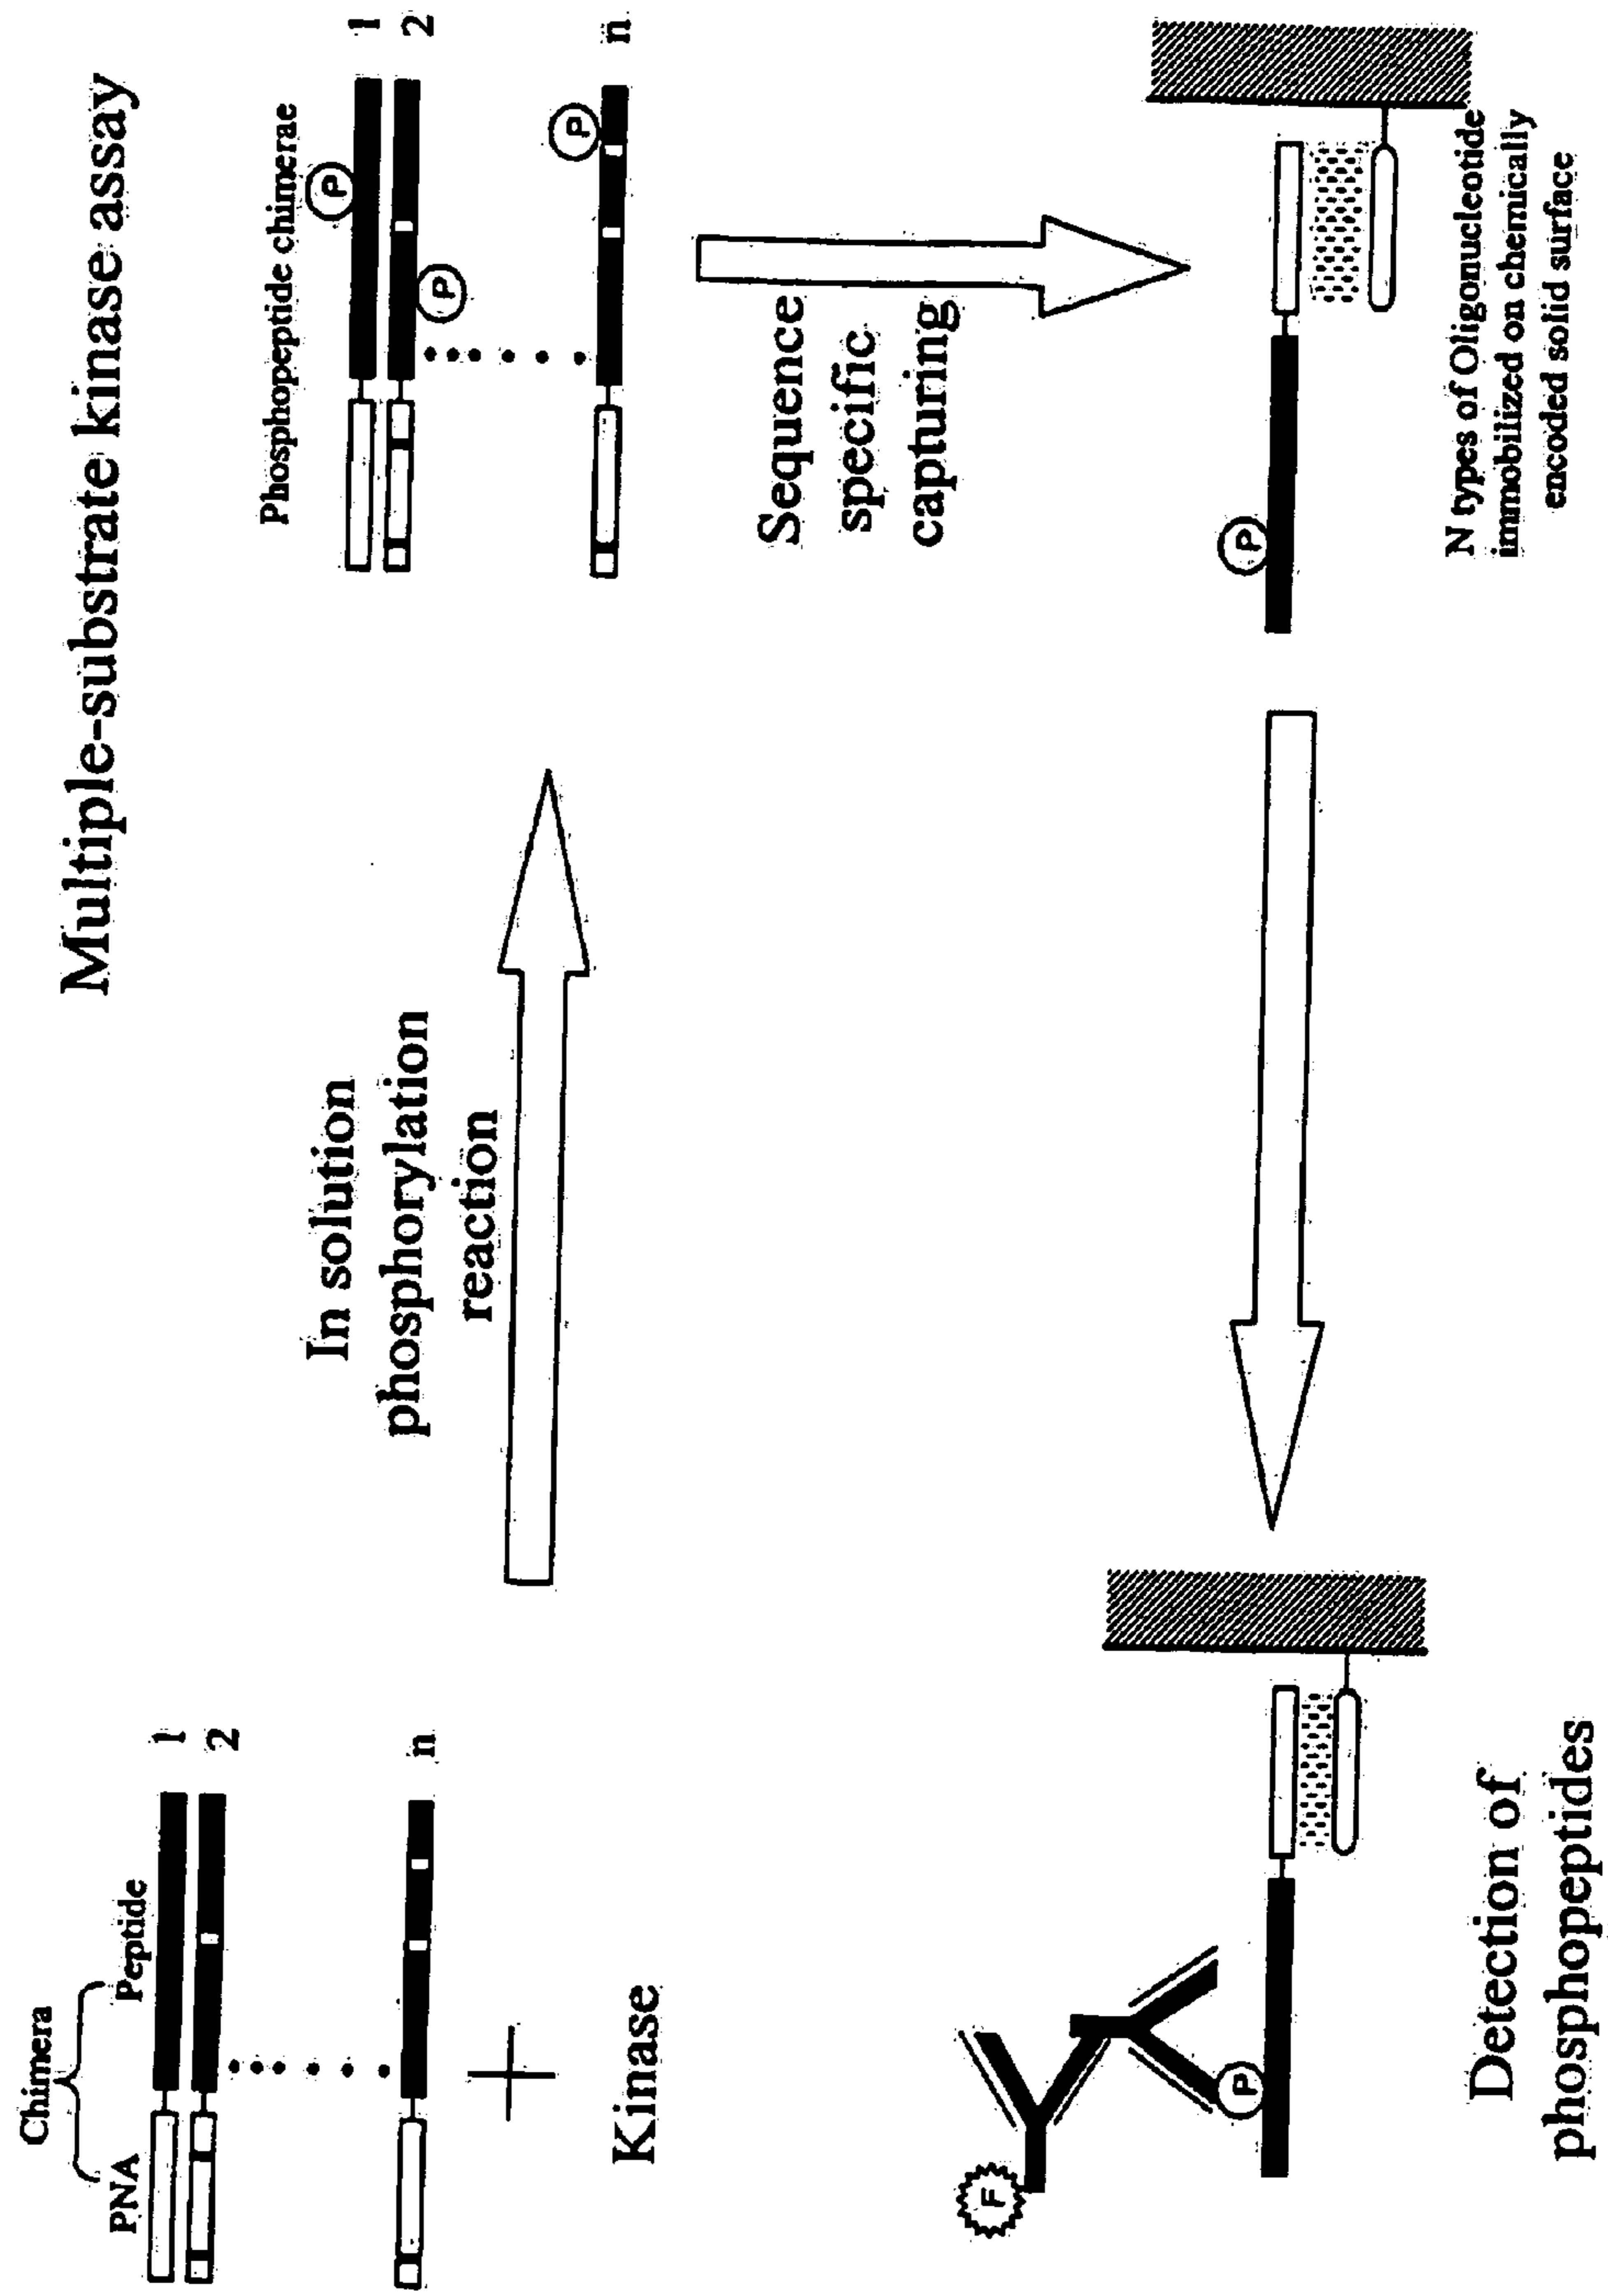 Multiple-substrate kinase assay
Chimera
PNA
Peptide
1
2
n
Kinase
In solution
phosphorylation
reaction
Phosphopeptide chimerae
P
1
P
2
P
n
Sequence
specific
capturing
P
N types of Oligonucleotide
immobilized on chemically
encoded solid surface
F
P
Detection of
phosphopeptides